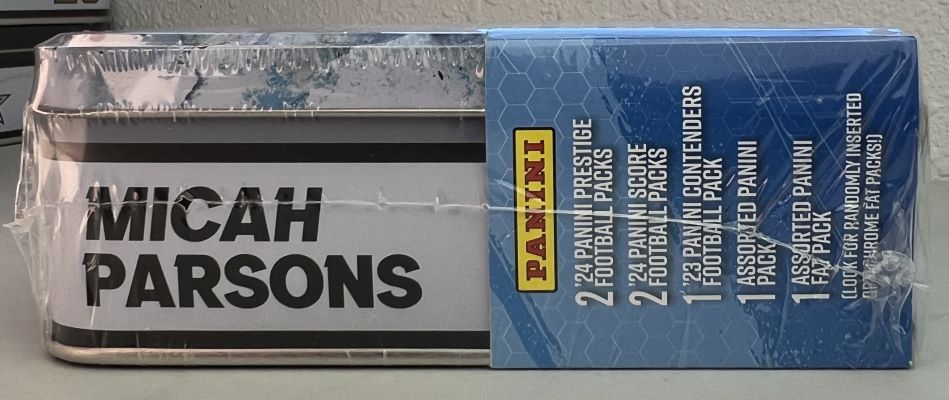 MICAH
PARSONS
PANINI
2 '24 PANINI PRESTIGE
FOOTBALL PACKS
2 '24 PANINI SCORE
FOOTBALL PACKS
1 '23 PANINI CONTENDERS
FOOTBALL PACK
1 ASSORTED PANINI
PACK
1 ASSORTED PANINI
FAT PACK
(LOOK FOR RANDOMLY INSERTED
FAT PACKS!)